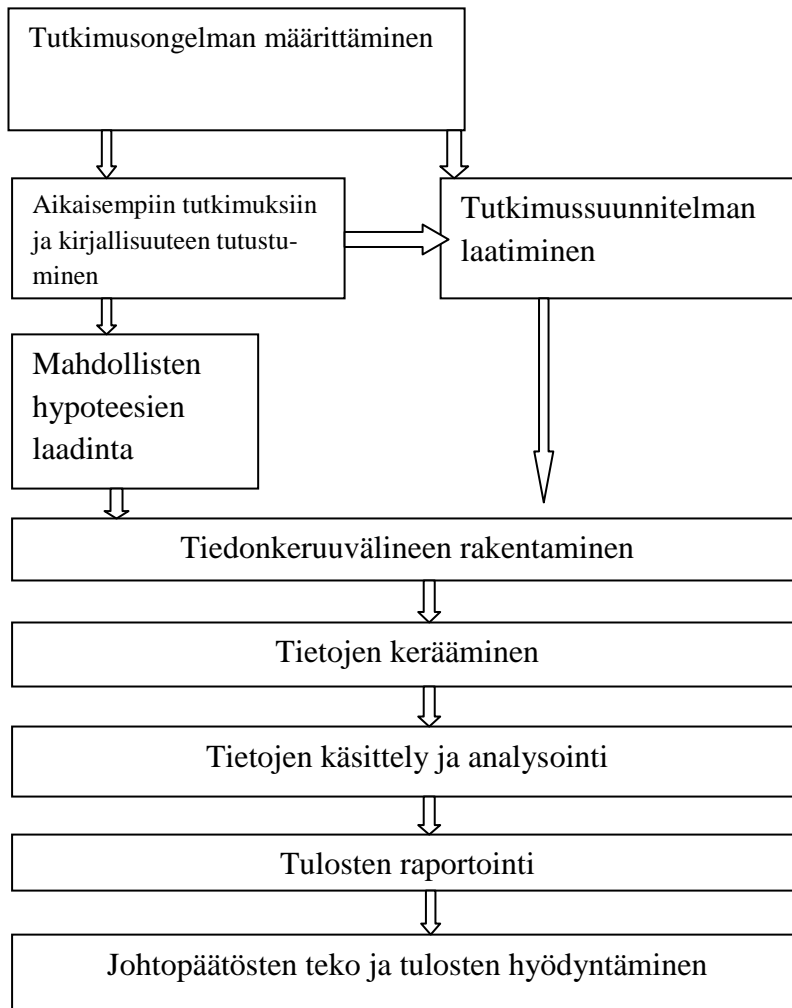 Tutkimusongelman määrittäminen
Aikaisempiin tutkimuksiin
ja kirjallisuuteen tutustu-
minen
Tutkimussuunnitelman
laatiminen
Mahdollisten
hypoteesien
laadinta
Tiedonkeruuvälineen rakentaminen
Tietojen kerääminen
Tietojen käsittely ja analysointi
Tulosten raportointi
Johtopäätösten teko ja tulosten hyödyntäminen